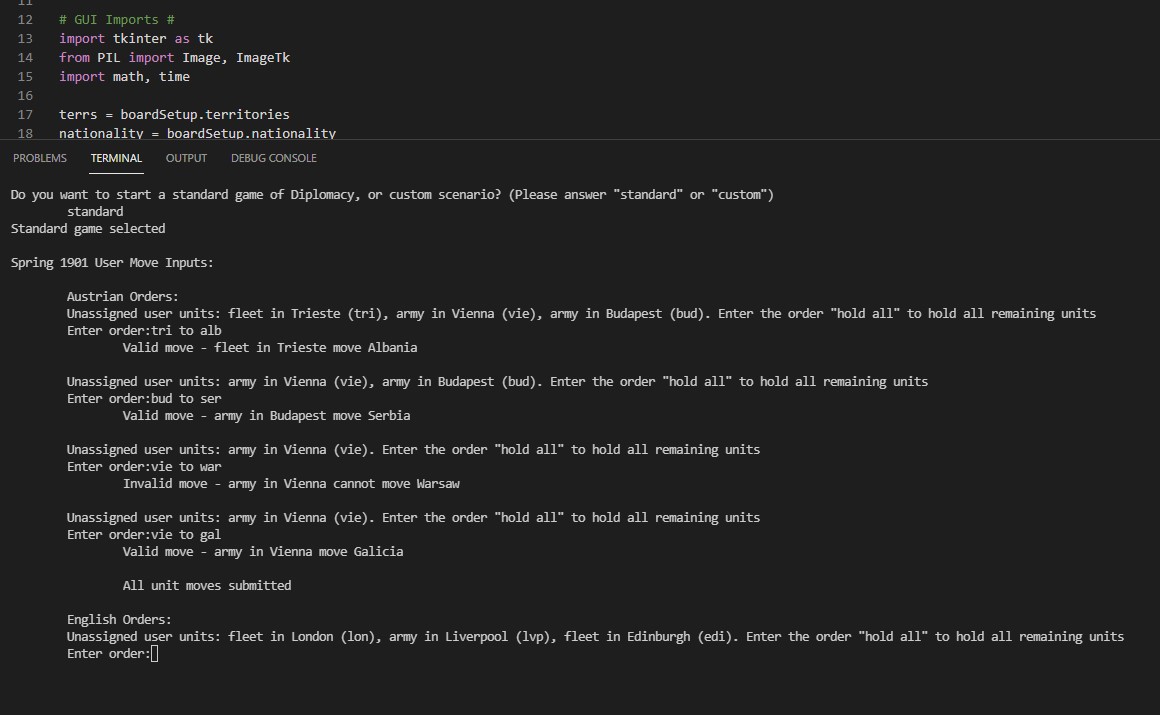 11
12 # GUI Imports #
13 import tkinter as tk
14 from PIL import Image, ImageTk
15 import math, time
16
17 terrs = boardSetup.territories
18 nationality = boardSetup.nationality
PROBLEMS TERMINAL OUTPUT DEBUG CONSOLE
Do you want to start a standard game of Diplomacy, or custom scenario? (Please answer "standard" or "custom")
standard
Standard game selected
Spring 1901 User Move Inputs:
Austrian Orders:
Unassigned user units: fleet in Trieste (tri), army in Vienna (vie), army in Budapest (bud). Enter the order "hold all" to hold all remaining units
Enter order:tri to alb
Valid move - fleet in Trieste move Albania
Unassigned user units: army in Vienna (vie), army in Budapest (bud). Enter the order "hold all" to hold all remaining units
Enter order:bud to ser
Valid move - army in Budapest move Serbia
Unassigned user units: army in Vienna (vie). Enter the order "hold all" to hold all remaining units
Enter order:vie to war
Invalid move - army in Vienna cannot move Warsaw
Unassigned user units: army in Vienna (vie). Enter the order "hold all" to hold all remaining units
Enter order:vie to gal
Valid move - army in Vienna move Galicia
All unit moves submitted
English Orders:
Unassigned user units: fleet in London (lon), army in Liverpool (lvp), fleet in Edinburgh (edi). Enter the order "hold all" to hold all remaining units
Enter order: